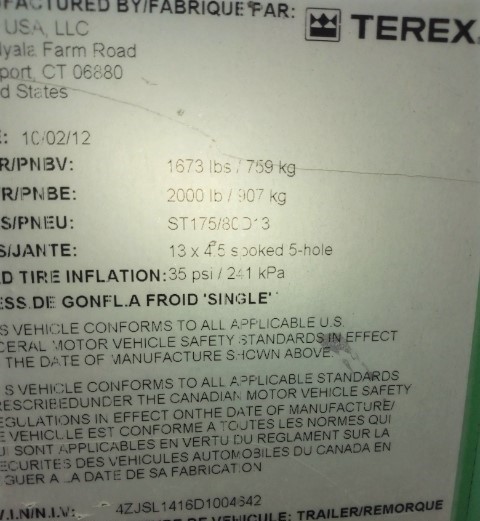 FACTURED BY/FABRIQUE PAR:
TEREX
USA, LLC
yala Farm Road
port, CT 06880
d States
: 10/02/12
R/PNBV: 1673 lbs / 759 kg
R/PNBE: 2000 lb / 907 kg
S/PNEU: ST175/80D13
S/JANTE: 13 x 4.5 spoked 5-hole
D TIRE INFLATION: 35 psi / 241 kPa
ESS.DE GONFL.A FROID 'SINGLE'
S VEHICLE CONFORMS TO ALL APPLICABLE U.S.
ERAL MOTOR VEHICLE SAFETY STANDARDS IN EFFECT
THE DATE OF MANUFACTURE SHOWN ABOVE.
S VEHICLE CONFORMS TO ALL APPLICABLE STANDARDS
RESCRIBEDUNDER THE CANADIAN MOTOR VEHICLE SAFETY
EGULATIONS IN EFFECT ONTHE DATE OF MANUFACTURE/
E VEHICULE EST CONFORME A TOUTES LES NORMES QUI
UI SONT APPLICABLES EN VERTU DU REGLAMENT SUR LA
ECURITES DES VEHICULES AUTOMOBILES DU CANADA EN
GUER A LA DATE DE SA FABRICATION
V.I.N/N.I.V: 4ZJSL1416D1004642
DE VEHICULE: TRAILER/REMORQUE